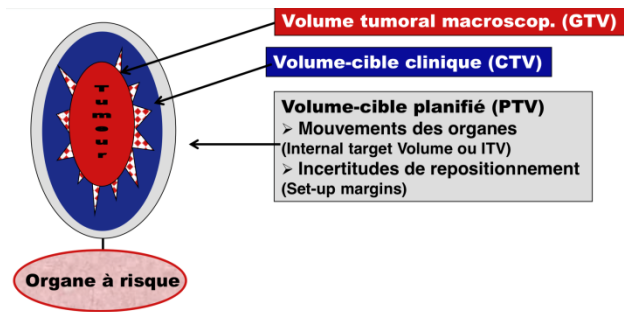 Volume tumoral macroscop. (GTV)
Volume-cible clinique (CTV)
Volume-cible planifié (PTV)
➢ Mouvements des organes
(Internal target Volume ou ITV)
➢ Incertitudes de repositionnement
(Set-up margins)
Tumeur
Organe à risque